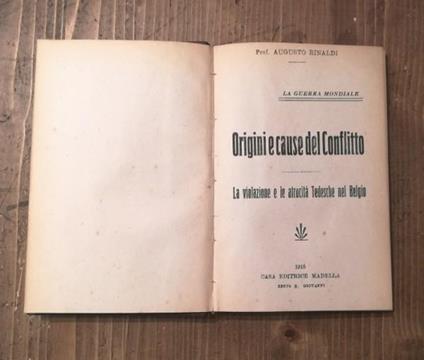 Prof. AUGUSTO RINALDI
LA GUERRA MONDIALE
Origini e cause del Conflitto
La violazione e le atrocità Tedesche nel Belgio
1915
CASA EDITRICE MADELLA
SESTO S. GIOVANNI